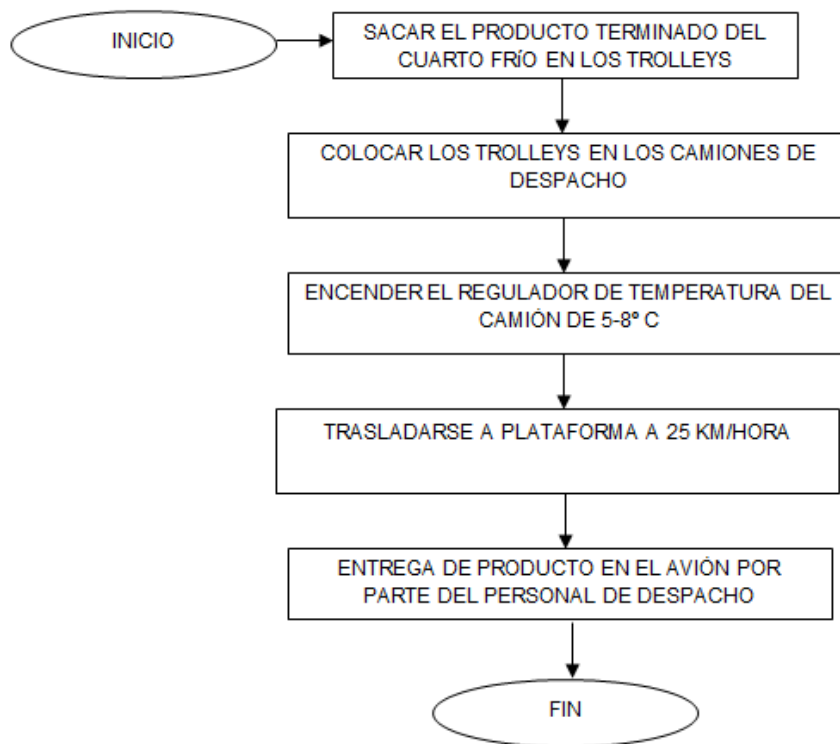 INICIO
SACAR EL PRODUCTO TERMINADO DEL
CUARTO FRíO EN LOS TROLLEYS
COLOCAR LOS TROLLEYS EN LOS CAMIONES DE
DESPACHO
ENCENDER EL REGULADOR DE TEMPERATURA DEL
CAMIÓN DE 5-8º C
TRASLADARSE A PLATAFORMA A 25 KM/HORA
ENTREGA DE PRODUCTO EN EL AVIÓN POR
PARTE DEL PERSONAL DE DESPACHO
FIN